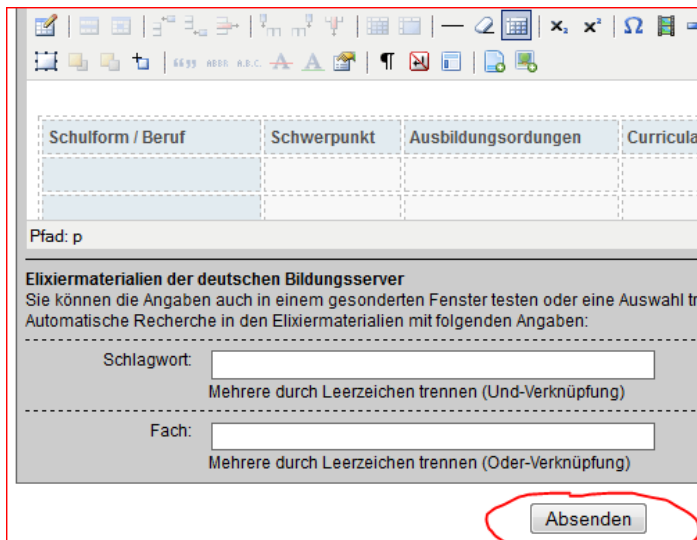 Schulform / Beruf Schwerpunkt Ausbildungsordungen Curricula
Pfad: p
Elixiermaterialien der deutschen Bildungsserver
Sie können die Angaben auch in einem gesonderten Fenster testen oder eine Auswahl tr
Automatische Recherche in den Elixiermaterialien mit folgenden Angaben:
Schlagwort:
Mehrere durch Leerzeichen trennen (Und-Verknüpfung)
Fach:
Mehrere durch Leerzeichen trennen (Oder-Verknüpfung)
Absenden